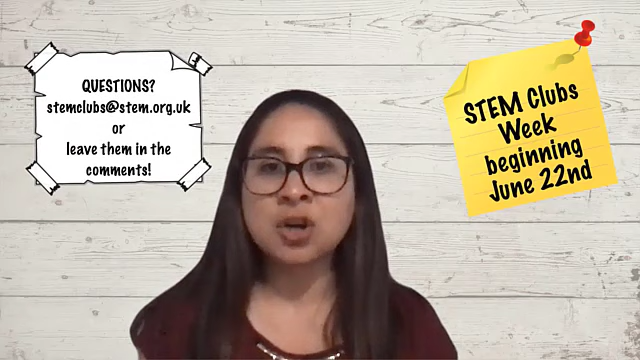 QUESTIONS?
stemclubs@stem.org.uk
or
leave them in the
comments!
STEM Clubs
Week
beginning
June 22nd